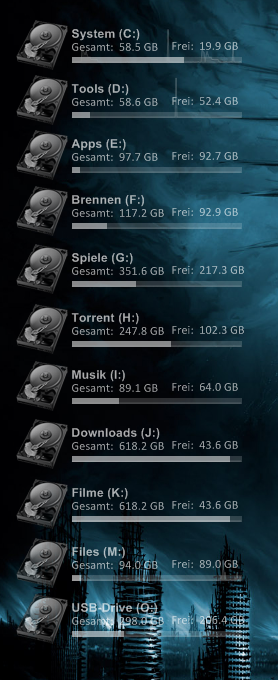 System (C:)
Gesamt: 58.5 GB Frei: 19.9 GB
Tools (D:)
Gesamt: 58.6 GB Frei: 52.4 GB
Apps (E:)
Gesamt: 97.7 GB Frei: 92.7 GB
Brennen (F:)
Gesamt: 117.2 GB Frei: 92.9 GB
Spiele (G:)
Gesamt: 351.6 GB Frei: 217.3 GB
Torrent (H:)
Gesamt: 247.8 GB Frei: 102.3 GB
Musik (I:)
Gesamt: 89.1 GB Frei: 64.0 GB
Downloads (J:)
Gesamt: 618.2 GB Frei: 43.6 GB
Filme (K:)
Gesamt: 618.2 GB Frei: 43.6 GB
Files (M:)
Gesamt: 94.0 GB Frei: 89.0 GB
USB-Drive (O:)
Gesamt: 298.0 GB Frei: 206.4 GB